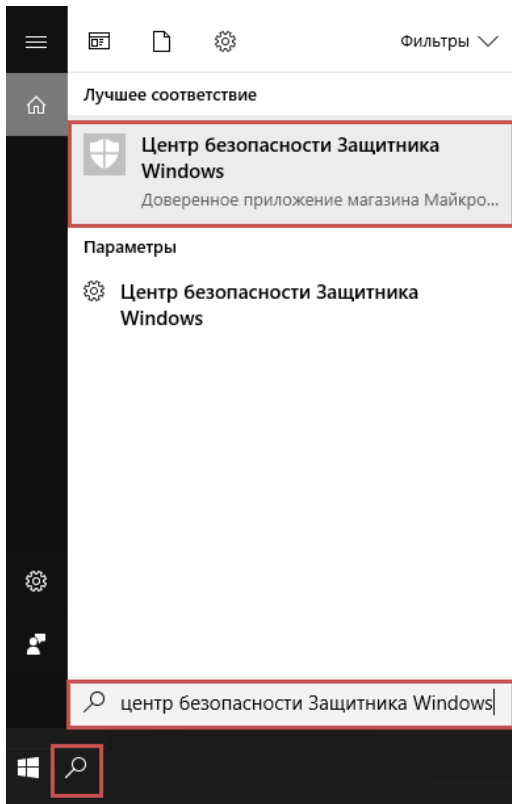 Фильтры
Лучшее соответствие
Центр безопасности Защитника
Windows
Доверенное приложение магазина Майкро...
Параметры
Центр безопасности Защитника
Windows
центр безопасности Защитника Windows